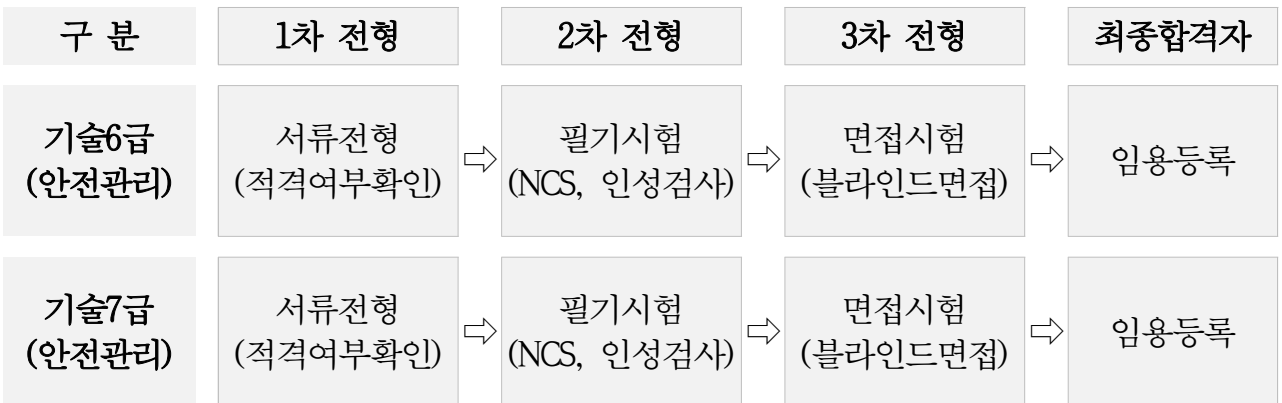 구 분 1차 전형 2차 전형 3차 전형 최종합격자
기술6급
(안전관리)
서류전형
(적격여부확인)
⇨
필기시험
(NCS, 인성검사)
⇨
면접시험
(블라인드면접)
⇨
임용등록
기술7급
(안전관리)
서류전형
(적격여부확인)
⇨
필기시험
(NCS, 인성검사)
⇨
면접시험
(블라인드면접)
⇨
임용등록